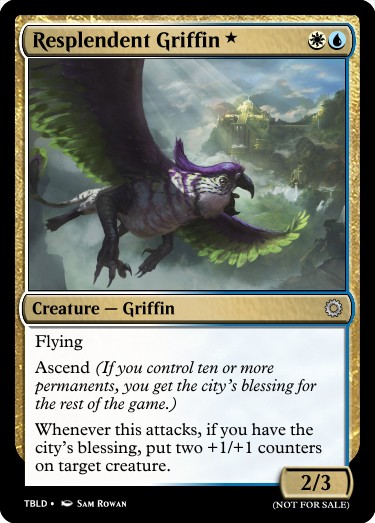 Resplendent Griffin ★
Creature — Griffin
Flying
Ascend (If you control ten or more
permanents, you get the city's blessing for
the rest of the game.)
Whenever this attacks, if you have the
city's blessing, put two +1/+1 counters
on target creature.
2/3
TBLD • Sam Rowan
(NOT FOR SALE)